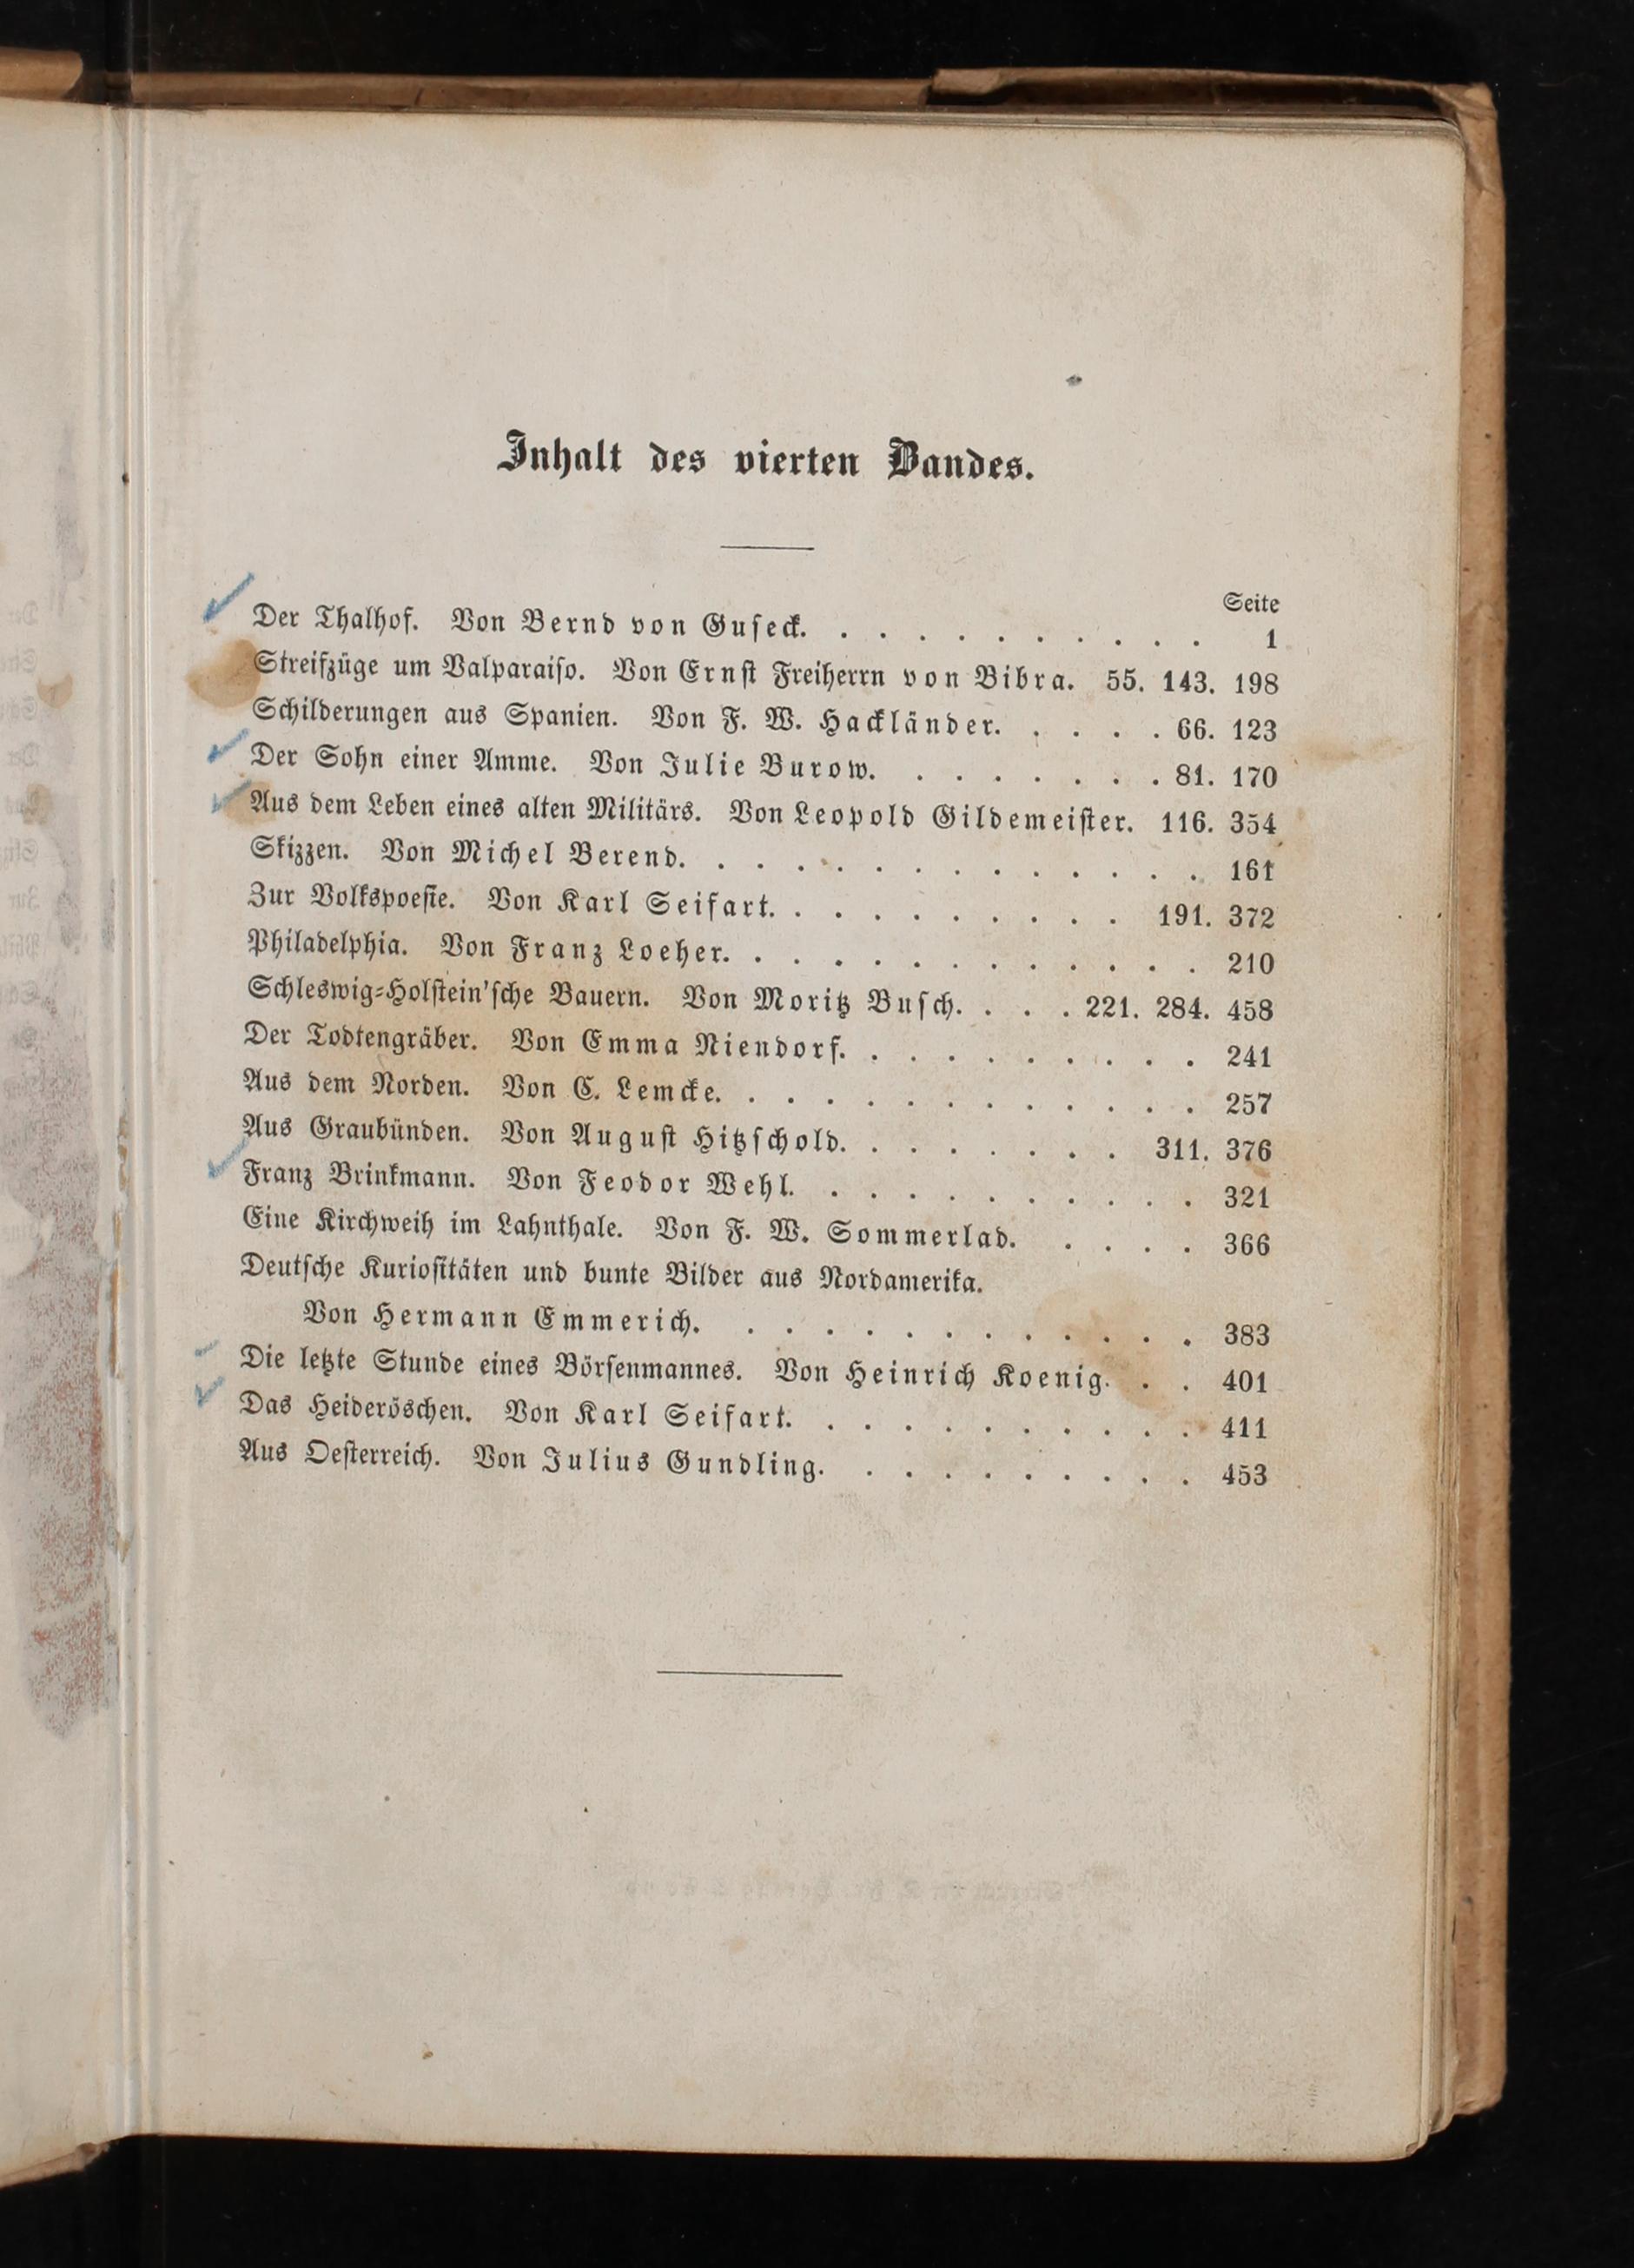 Inhalt des vierten Bandes.
Seite
Der Thalhof. Von Bernd von Guſeck. . . . . . . . . . . 1
Streifzüge um Valparaiſo. Von Ernſt Freiherrn von Bibra. 55. 143. 198
Schilderungen aus Spanien. Von F. W. Hackländer. . . . . 66. 123
Der Sohn einer Amme. Von Julie Burow. . . . . . . . 81. 170
Aus dem Leben eines alten Militärs. Von Leopold Gildemeiſter. 116. 354
Skizzen. Von Michel Berend. . . . . . . . . . . . . . 161
Zur Volkspoeſie. Von Karl Seifart. . . . . . . . . . 191. 372
Philadelphia. Von Franz Loeher. . . . . . . . . . . . . 210
Schleswig-Holſtein'ſche Bauern. Von Moritz Buſch. . . . 221. 284. 458
Der Todtengräber. Von Emma Niendorf. . . . . . . . . . 241
Aus dem Norden. Von C. Lemcke. . . . . . . . . . . . . 257
Aus Graubünden. Von Auguſt Hitzſchold. . . . . . . . 311. 376
Franz Brinkmann. Von Feodor Wehl. . . . . . . . . . . 321
Eine Kirchweih im Lahnthale. Von F. W. Sommerlad. . . . . 366
Deutſche Kurioſitäten und bunte Bilder aus Nordamerika.
Von Hermann Emmerich. . . . . . . . . . . . . 383
Die letzte Stunde eines Börſenmannes. Von Heinrich Koenig. . . 401
Das Heideröschen. Von Karl Seifart. . . . . . . . . . . 411
Aus Oeſterreich. Von Julius Gundling. . . . . . . . . . 453